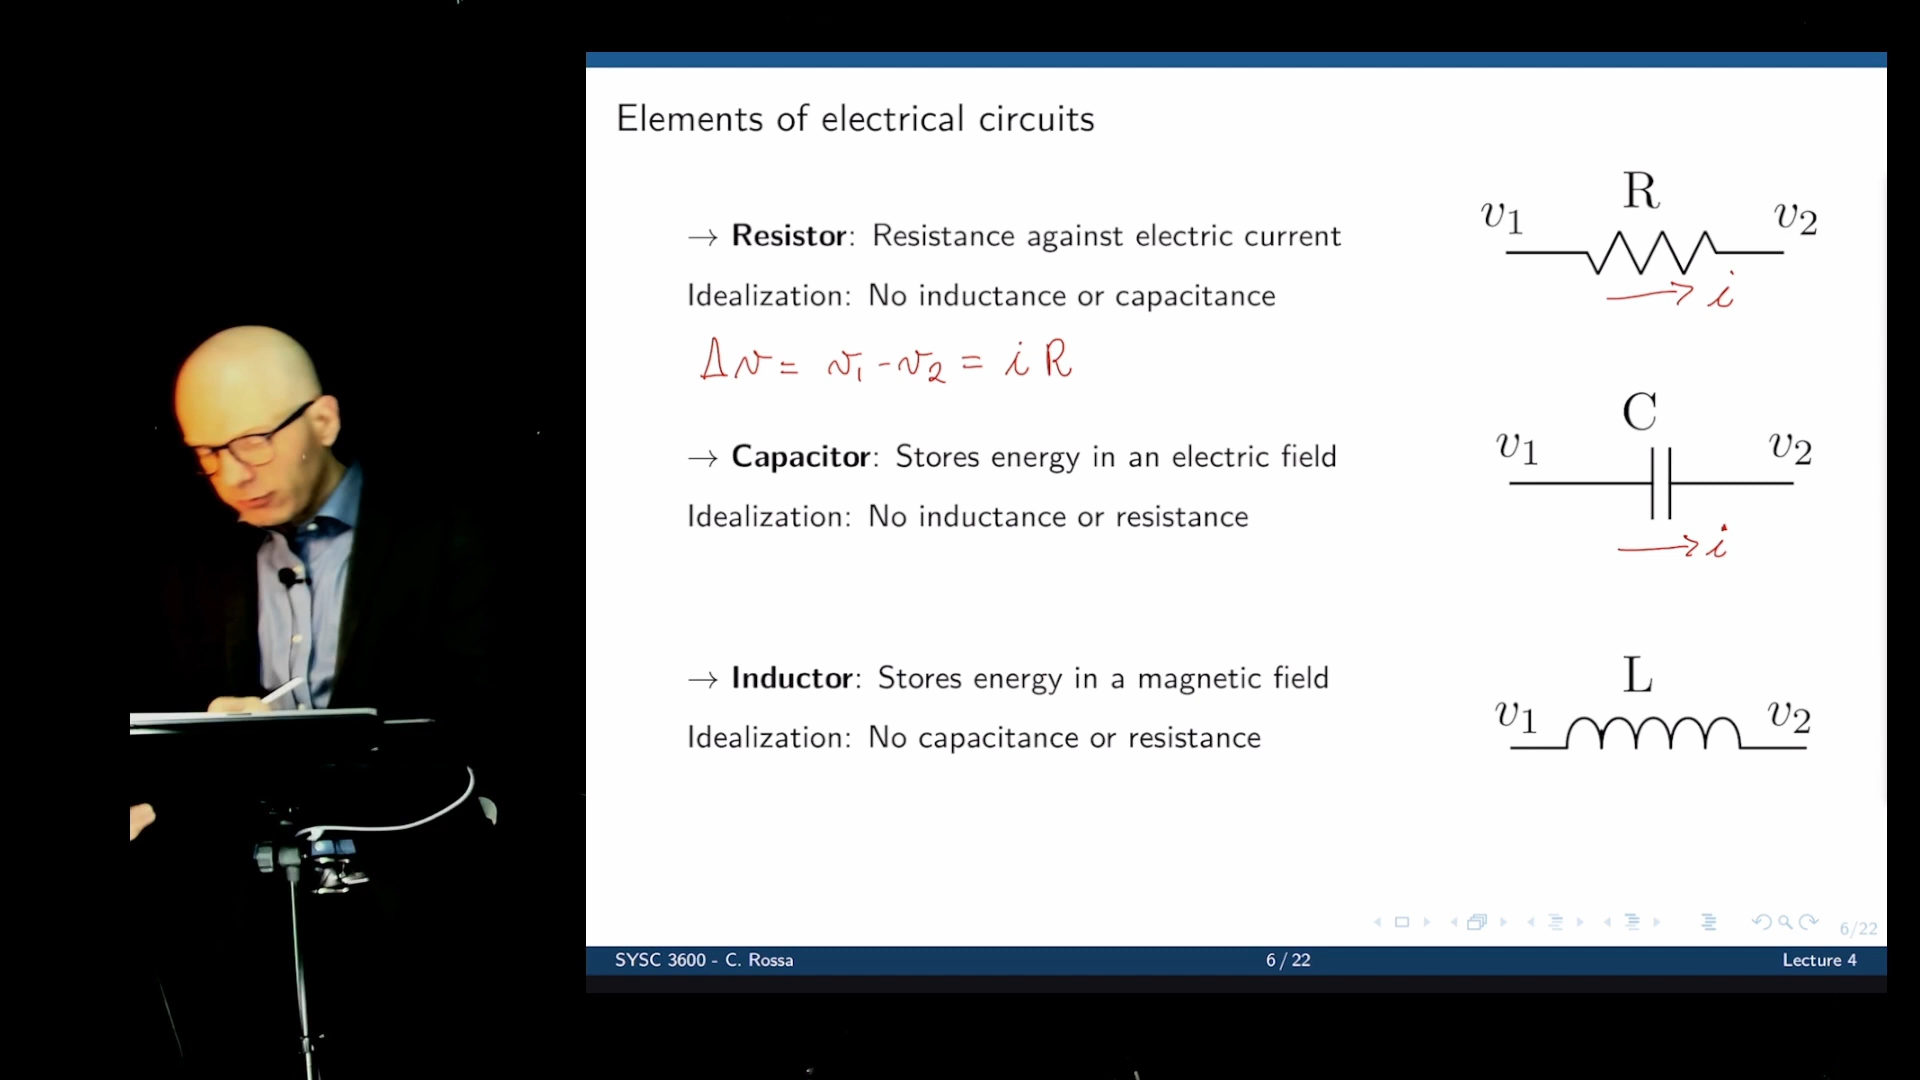 Elements of electrical circuits
→ Resistor: Resistance against electric current
Idealization: No inductance or capacitance
Δv = v₁ - v₂ = i R
R
v₁ v₂
→ i
→ Capacitor: Stores energy in an electric field
Idealization: No inductance or resistance
C
v₁ v₂
→ i
→ Inductor: Stores energy in a magnetic field
Idealization: No capacitance or resistance
L
v₁ v₂
6/22
SYSC 3600 - C. Rossa 6 / 22 Lecture 4